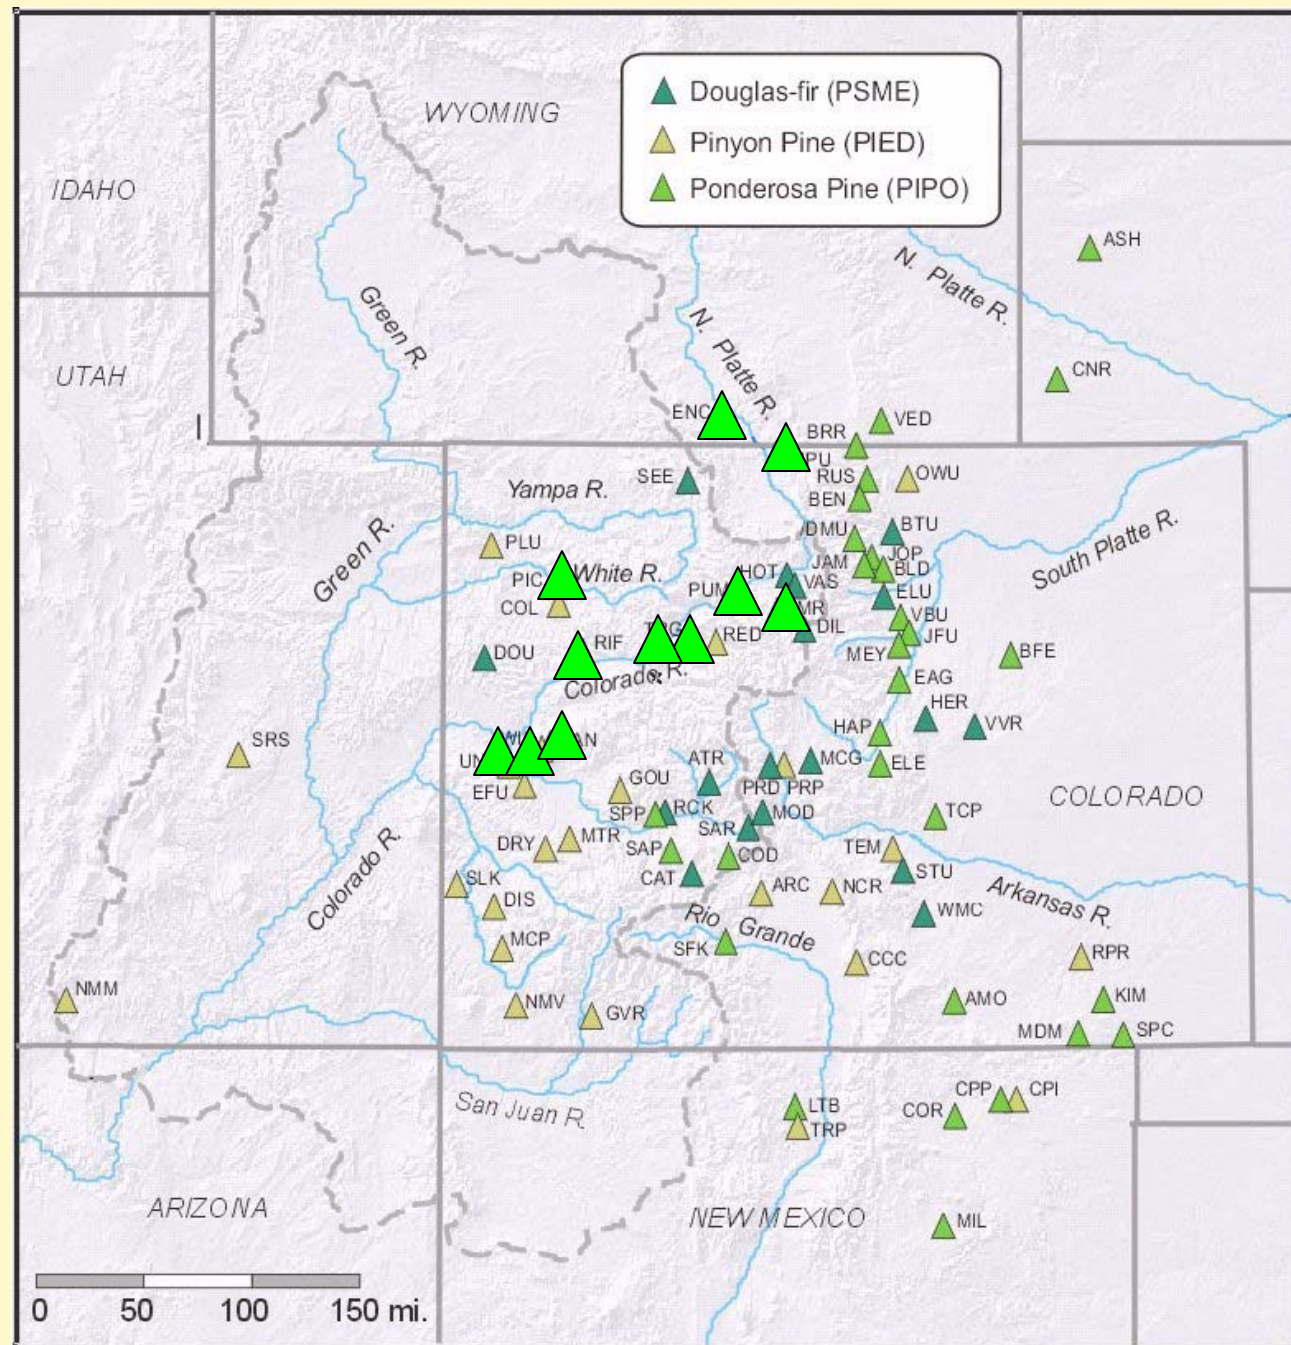 WYOMING
Douglas-fir (PSME)
Pinyon Pine (PIED)
Ponderosa Pine (PIPO)
IDAHO
ASH
N. Platte R.
Green R.
N. Platte R.
UTAH
CNR
ENC
VED
BRR
PU
SEE
RUS
OWU
Yampa R.
BEN
BTU
DMU
Green R.
PLU
JOP
South Platte R.
HOT
JAM
BLD
PIC
White R.
VAS
PUM
ELU
COL
MR
VBU
DIL
JFU
RIF
RED
DOU
MEY
BFE
Colorado R.
EAG
HER
HAP
VVR
SRS
AN
UN
ATR
MCG
ELE
EFU
GOU
PRD
PRP
COLORADO
SPP
RCK
MOD
TCP
SAR
DRY
MTR
SAP
COD
TEM
Colorado R.
CAT
STU
SLK
ARC
NCR
Arkansas R.
DIS
WMC
Rio Grande
MCP
SFK
CCC
RPR
NMM
NMV
GVR
AMO
KIM
MDM
SPC
San Juan R.
LTB
COR
CPP
CPI
TRP
ARIZONA
NEW MEXICO
MIL
0 50 100 150 mi.